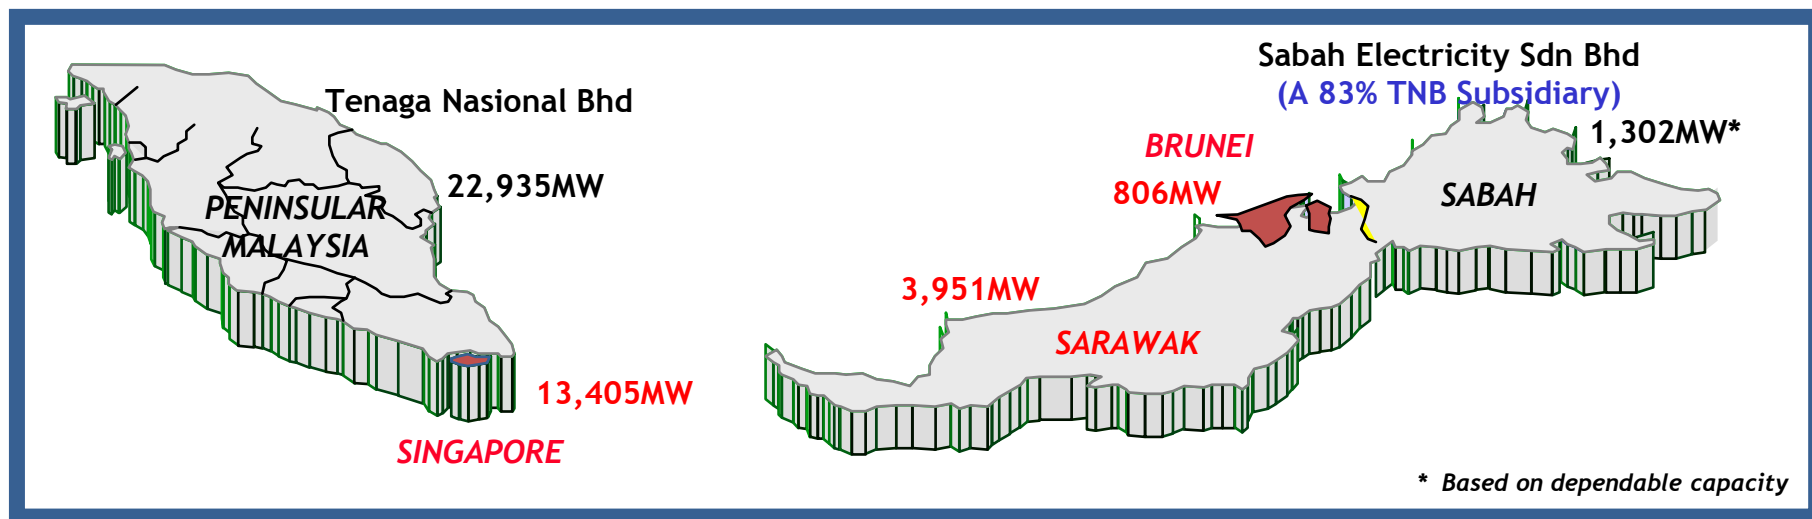 Tenaga Nasional Bhd
22,935MW
PENINSULAR
MALAYSIA
13,405MW
SINGAPORE
Sabah Electricity Sdn Bhd
(A 83% TNB Subsidiary)
1,302MW*
BRUNEI
806MW
SABAH
3,951MW
SARAWAK
* Based on dependable capacity